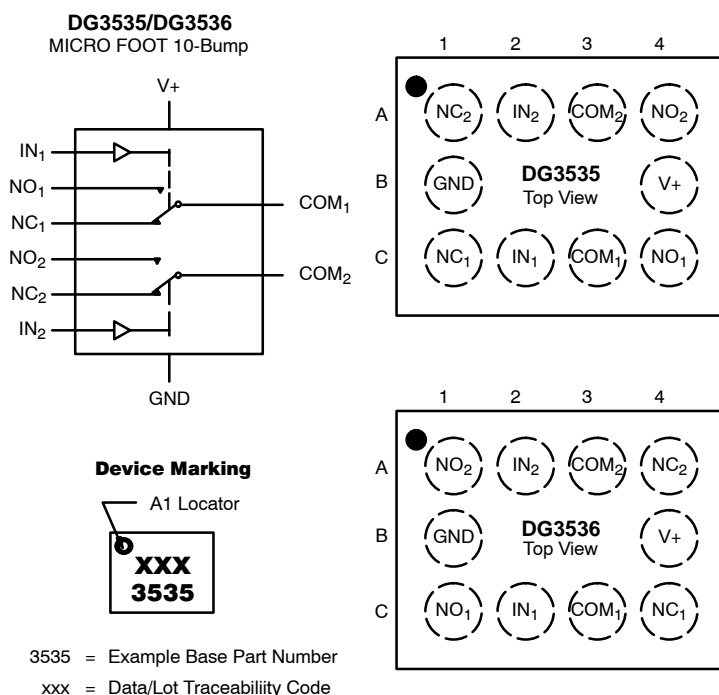 DG3535/DG3536
MICRO FOOT 10-Bump
V+
IN1
NO1
NC1
NO2
NC2
IN2
COM1
COM2
GND
Device Marking
A1 Locator
XXX
3535
3535 = Example Base Part Number
xxx = Data/Lot Traceabiliity Code
1 2 3 4
A NC2 IN2 COM2 NO2
B GND DG3535 V+
Top View
C NC1 IN1 COM1 NO1
1 2 3 4
A NO2 IN2 COM2 NC2
B GND DG3536 V+
Top View
C NO1 IN1 COM1 NC1